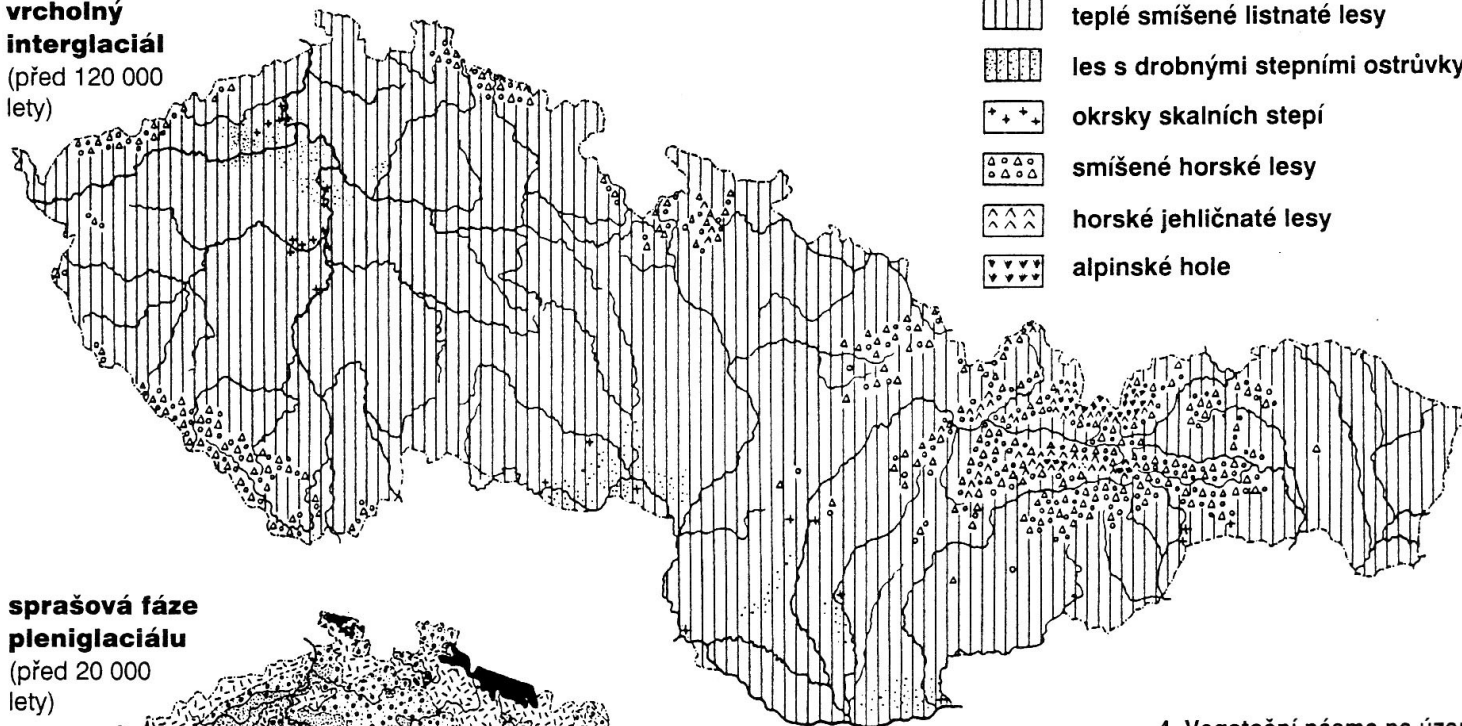 vrcholný
interglaciál
(před 120 000
lety)
teplé smíšené listnaté lesy
les s drobnými stepními ostrůvky
okrsky skalních stepí
smíšené horské lesy
horské jehličnaté lesy
alpinské hole
sprašová fáze
pleniglaciálu
(před 20 000
lety)